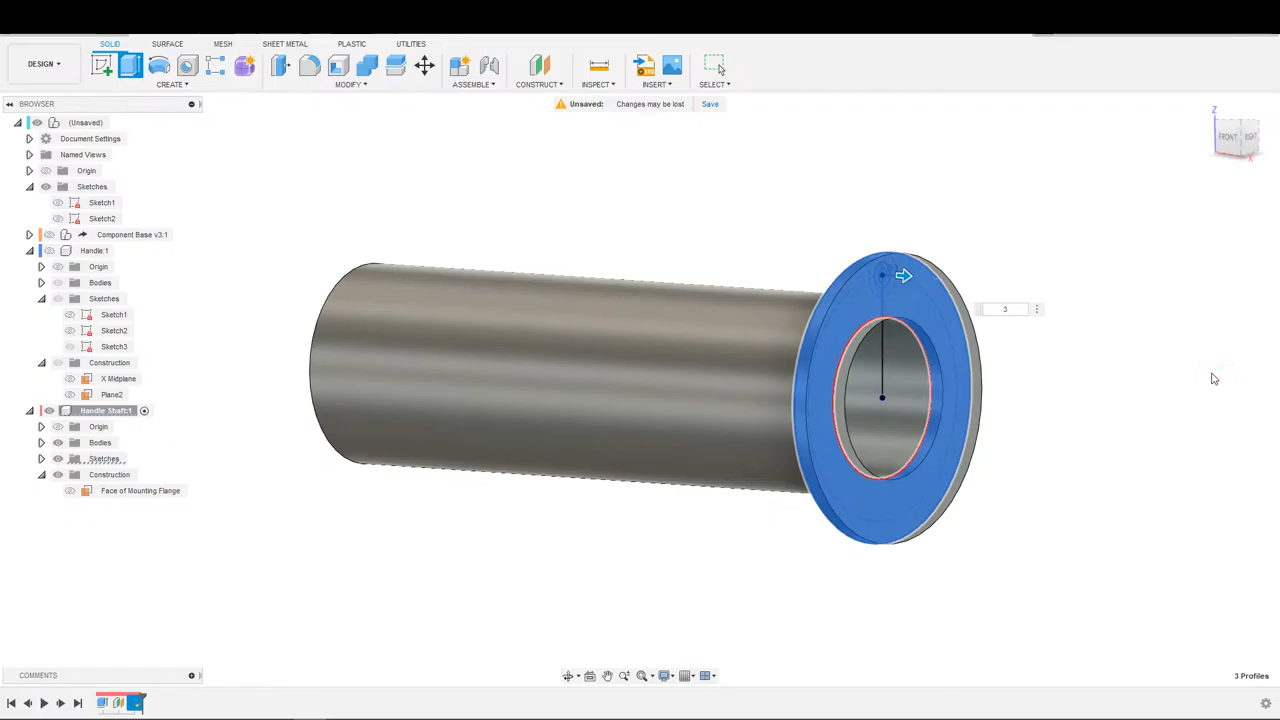 SOLID SURFACE MESH SHEET METAL PLASTIC UTILITIES
DESIGN
CREATE MODIFY ASSEMBLE CONSTRUCT INSPECT INSERT SELECT
BROWSER
Unsaved: Changes may be lost Save
(Unsaved)
Document Settings
Named Views
Origin
Sketches
Sketch1
Sketch2
Component Base v3:1
Handle:1
Origin
Bodies
Sketches
Sketch1
Sketch2
Sketch3
Construction
X Midplane
Plane2
Handle Shaft:1
Origin
Bodies
Sketches
Construction
Face of Mounting Flange
Z
FRONT RIGHT
X
3
COMMENTS
3 Profiles